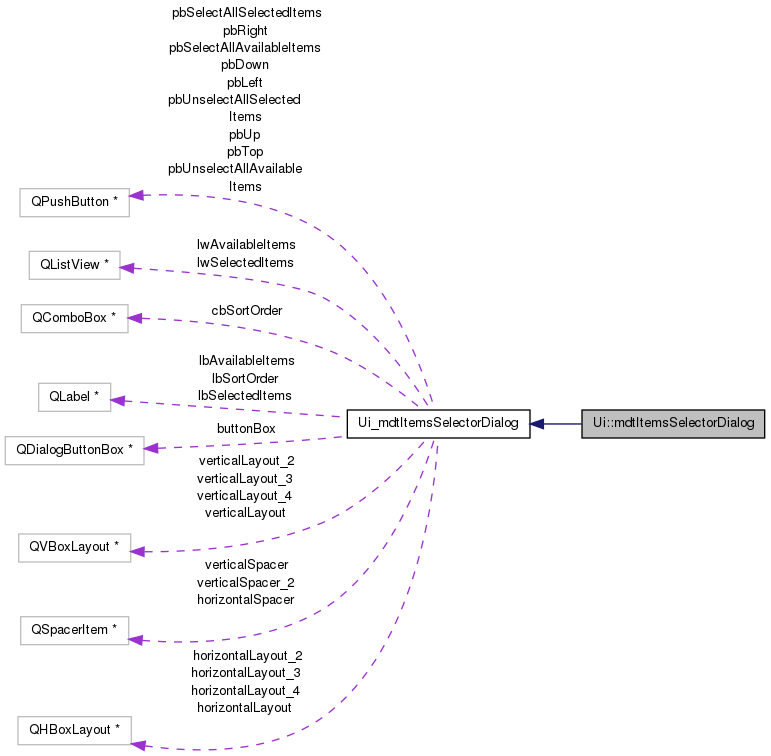 pbSelectAllSelectedItems
pbRight
pbSelectAllAvailableItems
pbDown
pbLeft
pbUnselectAllSelected
Items
pbUp
pbTop
pbUnselectAllAvailable
Items
QPushButton *
lwAvailableItems
lwSelectedItems
QListView *
cbSortOrder
QComboBox *
lbAvailableItems
lbSortOrder
lbSelectedItems
QLabel *
Ui_mdtItemsSelectorDialog
Ui::mdtItemsSelectorDialog
buttonBox
QDialogButtonBox *
verticalLayout_2
verticalLayout_3
verticalLayout_4
verticalLayout
QVBoxLayout *
verticalSpacer
verticalSpacer_2
horizontalSpacer
QSpacerItem *
horizontalLayout_2
horizontalLayout_3
horizontalLayout_4
horizontalLayout
QHBoxLayout *